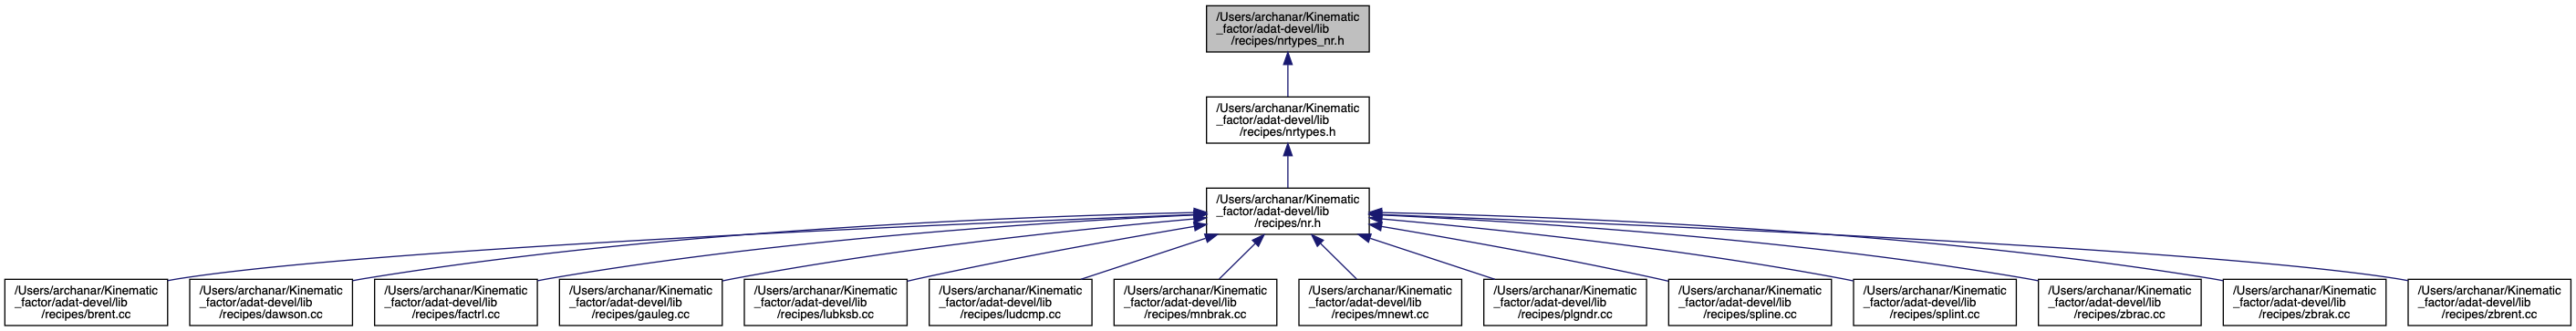 /Users/archanar/Kinematic
_factor/adat-devel/lib
/recipes/nrtypes_nr.h
/Users/archanar/Kinematic
_factor/adat-devel/lib
/recipes/nrtypes.h
/Users/archanar/Kinematic
_factor/adat-devel/lib
/recipes/nr.h
/Users/archanar/Kinematic
_factor/adat-devel/lib
/recipes/brent.cc
/Users/archanar/Kinematic
_factor/adat-devel/lib
/recipes/dawson.cc
/Users/archanar/Kinematic
_factor/adat-devel/lib
/recipes/factrl.cc
/Users/archanar/Kinematic
_factor/adat-devel/lib
/recipes/gauleg.cc
/Users/archanar/Kinematic
_factor/adat-devel/lib
/recipes/lubksb.cc
/Users/archanar/Kinematic
_factor/adat-devel/lib
/recipes/ludcmp.cc
/Users/archanar/Kinematic
_factor/adat-devel/lib
/recipes/mnbrak.cc
/Users/archanar/Kinematic
_factor/adat-devel/lib
/recipes/mnewt.cc
/Users/archanar/Kinematic
_factor/adat-devel/lib
/recipes/plgndr.cc
/Users/archanar/Kinematic
_factor/adat-devel/lib
/recipes/spline.cc
/Users/archanar/Kinematic
_factor/adat-devel/lib
/recipes/splint.cc
/Users/archanar/Kinematic
_factor/adat-devel/lib
/recipes/zbrac.cc
/Users/archanar/Kinematic
_factor/adat-devel/lib
/recipes/zbrak.cc
/Users/archanar/Kinematic
_factor/adat-devel/lib
/recipes/zbrent.cc